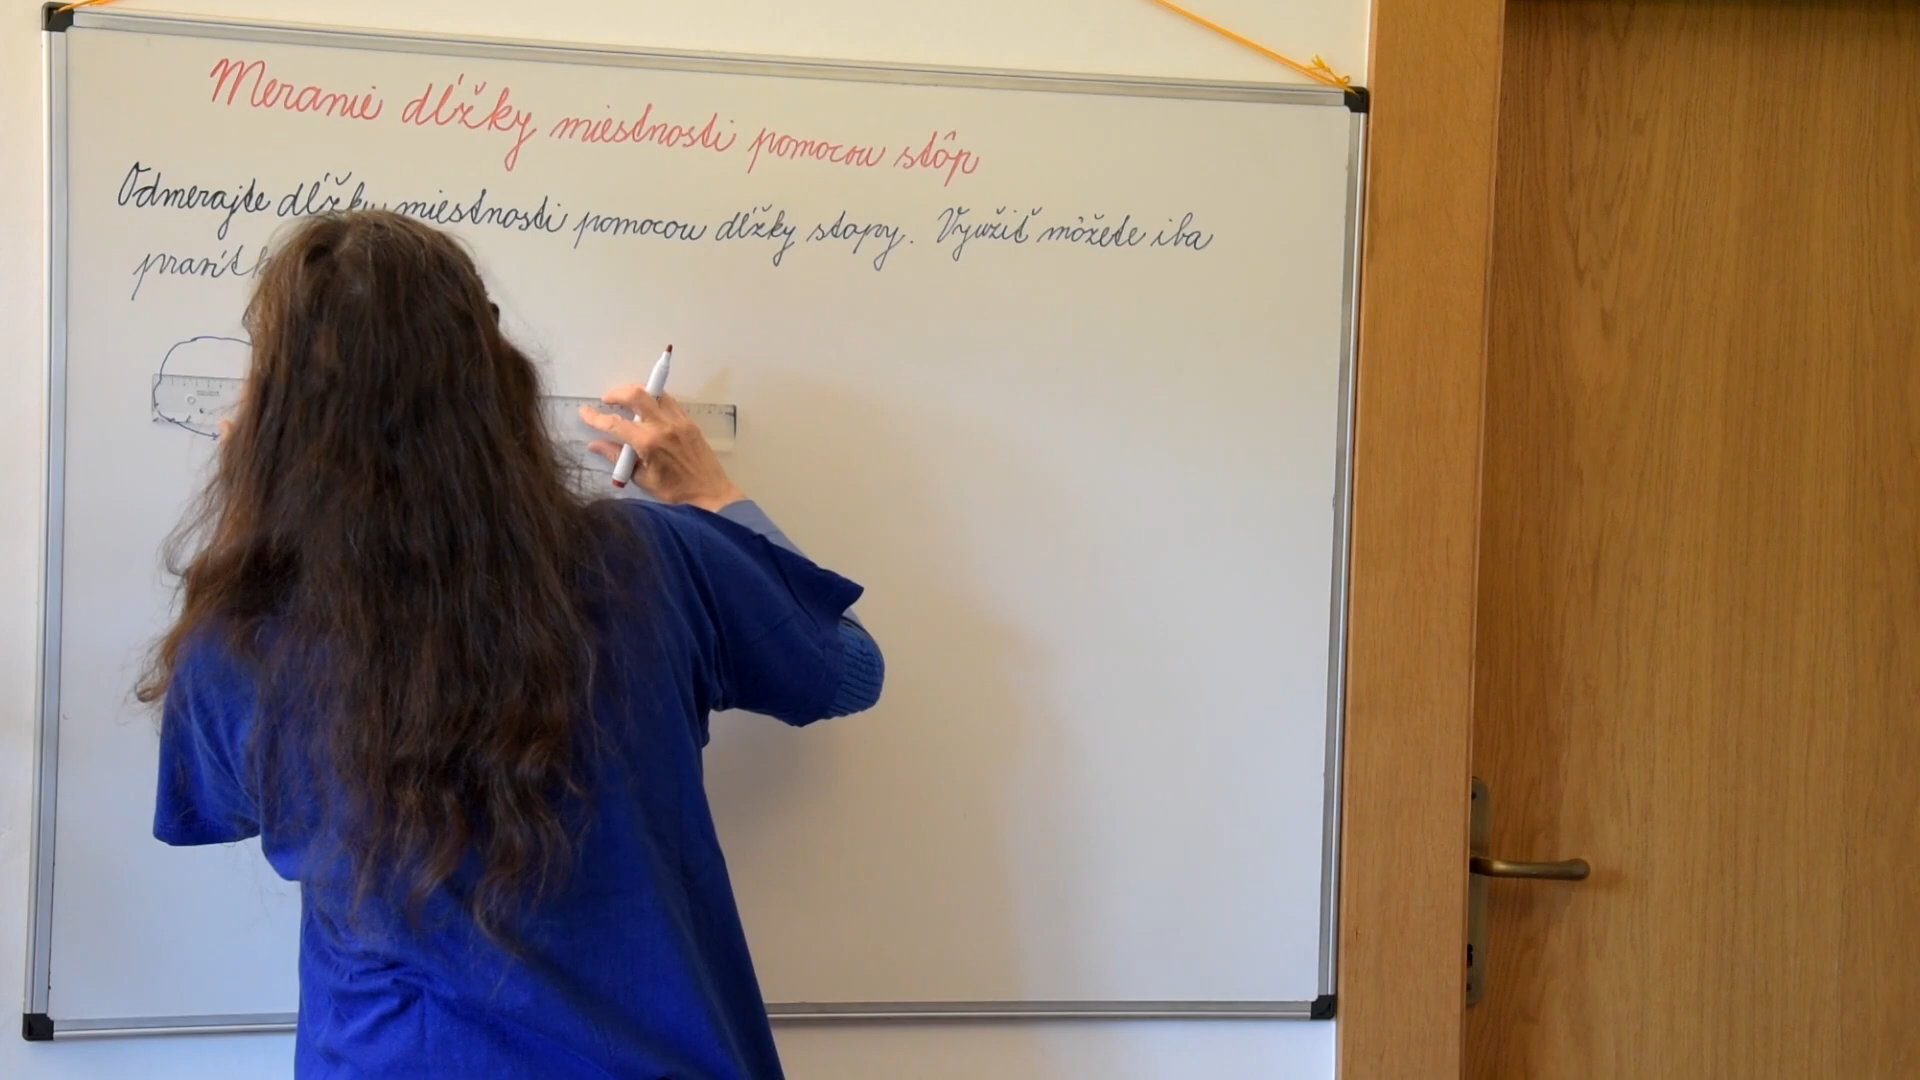 Meranie dĺžky miestnosti pomocou stôp
Odmerajte dĺžku miestnosti pomocou dĺžky stopy. Využiť môžete iba